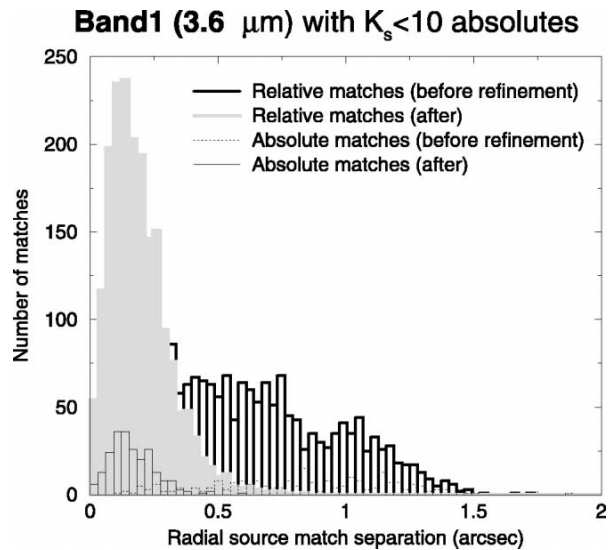 Band1 (3.6 μm) with Ks<10 absolutes
250
200
150
100
50
0
Number of matches
Relative matches (before refinement)
Relative matches (after)
Absolute matches (before refinement)
Absolute matches (after)
0 0.5 1 1.5 2
Radial source match separation (arcsec)